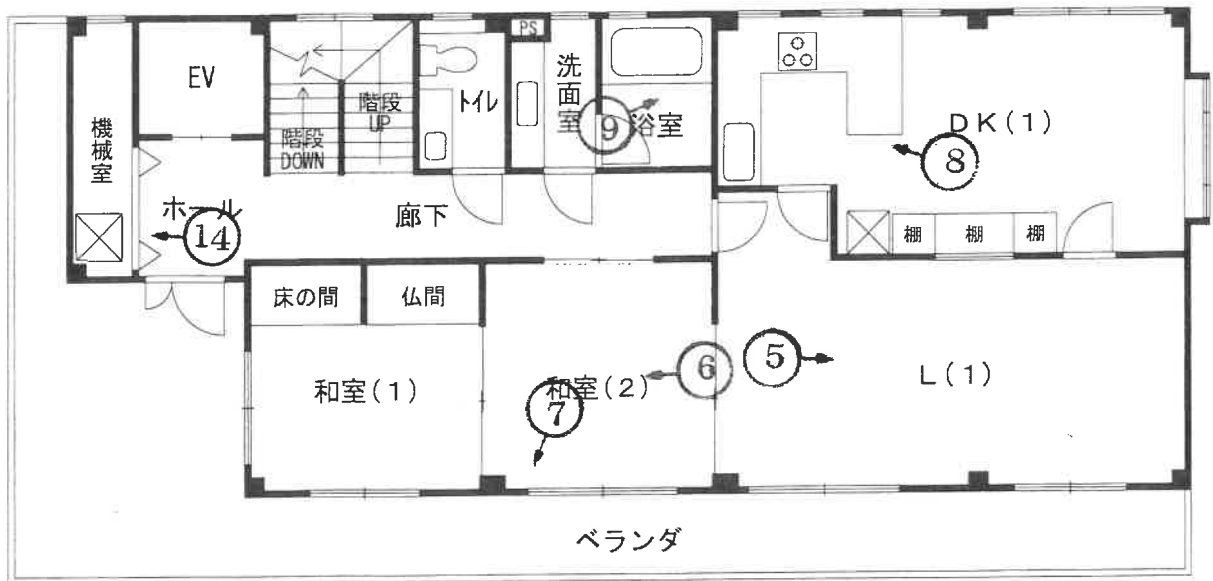 PS
EV
階段
UP
階段
DOWN
トイレ
洗面室
⑨
浴室
DK(1)
⑧
機械室
ホール
⑭
廊下
棚
棚
棚
床の間
仏間
和室(1)
和室(2)
⑥
⑦
⑤
L(1)
ベランダ